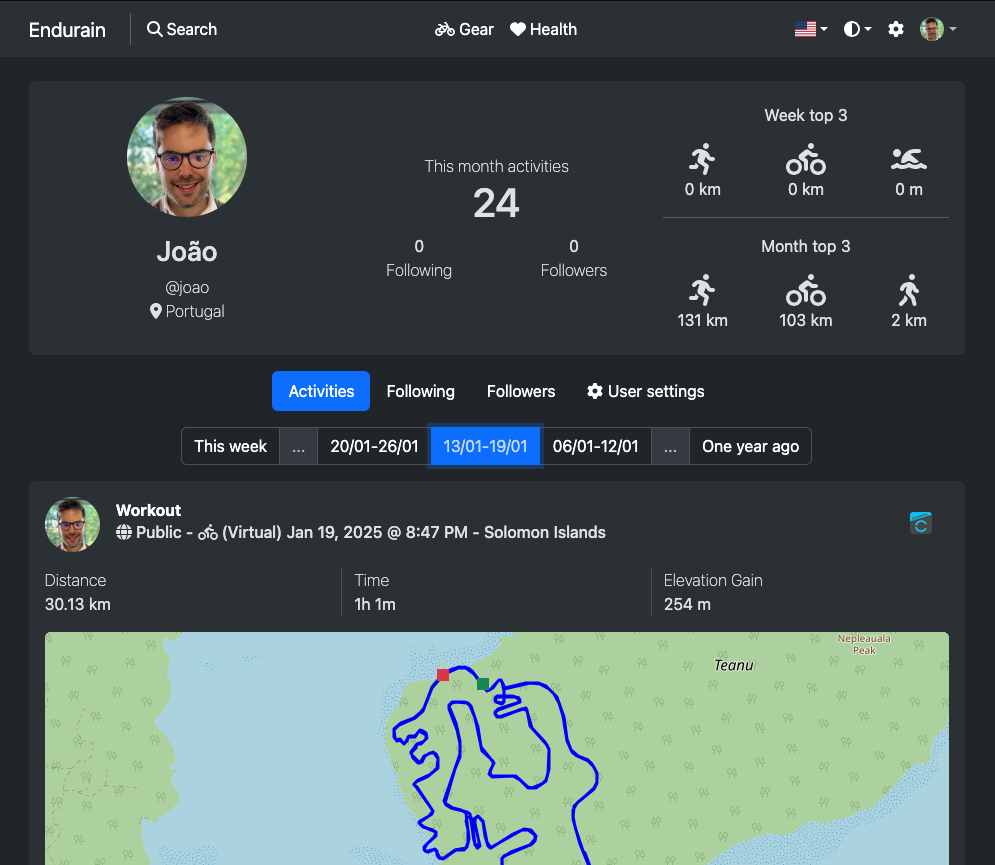 Endurain
Search
Gear
Health
João
@joao
Portugal
This month activities
24
0
Following
0
Followers
Week top 3
0 km
0 km
0 m
Month top 3
131 km
103 km
2 km
Activities
Following
Followers
User settings
This week
...
20/01-26/01
13/01-19/01
06/01-12/01
...
One year ago
Workout
Public - (Virtual) Jan 19, 2025 @ 8:47 PM - Solomon Islands
Distance
30.13 km
Time
1h 1m
Elevation Gain
254 m
Nepleauala
Peak
Teanu